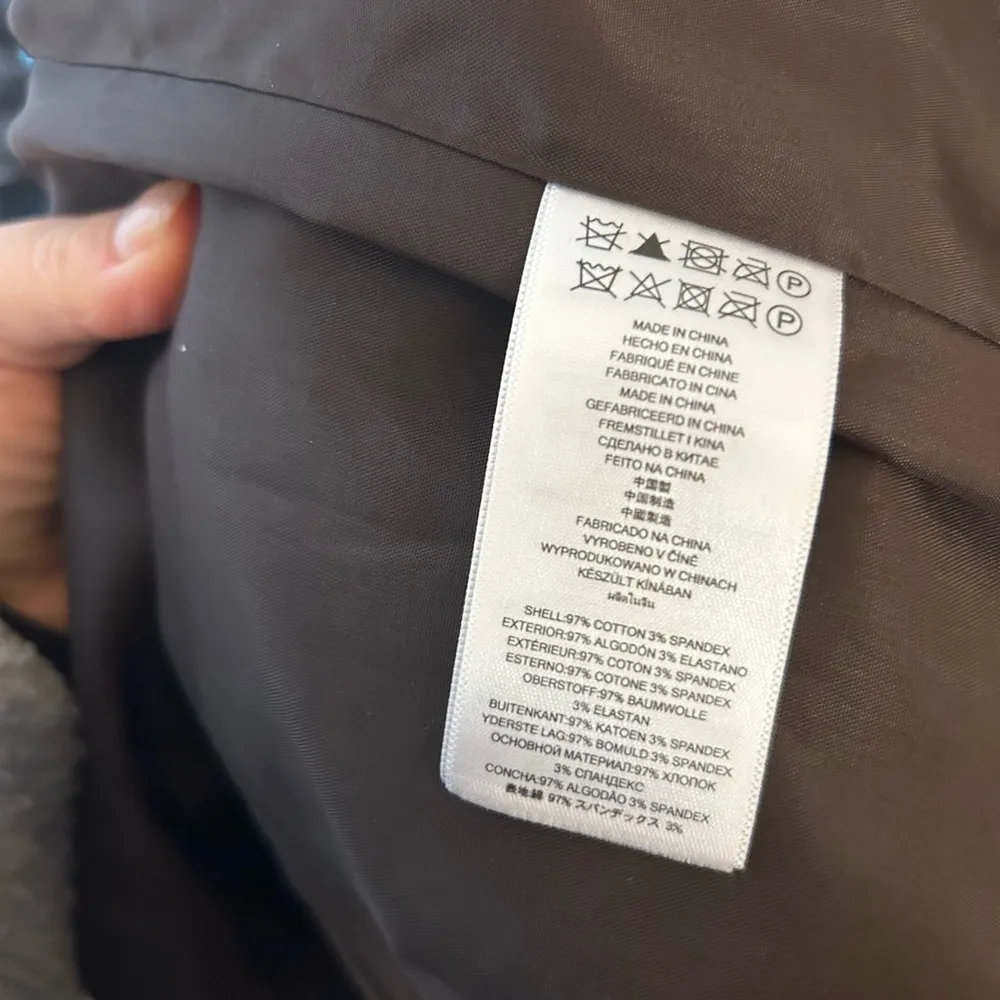 P
P
MADE IN CHINA
HECHO EN CHINA
FABRIQUÉ EN CHINE
FABBRICATO IN CINA
MADE IN CHINA
GEFABRICEERD IN CHINA
FREMSTILLET I KINA
СДЕЛАНО В КИТАЕ
FEITO NA CHINA
中国製
中国制造
中國製造
FABRICADO NA CHINA
VYROBENO V ČÍNĚ
WYPRODUKOWANO W CHINACH
KÉSZÜLT KÍNÁBAN
ผลิตในจีน
SHELL:97% COTTON 3% SPANDEX
EXTERIOR:97% ALGODÓN 3% ELASTANO
EXTÉRIEUR:97% COTON 3% SPANDEX
ESTERNO:97% COTONE 3% SPANDEX
OBERSTOFF:97% BAUMWOLLE
3% ELASTAN
BUITENKANT:97% KATOEN 3% SPANDEX
YDERSTE LAG:97% BOMULD 3% SPANDEX
ОСНОВНОЙ МАТЕРИАЛ:97% ХЛОПОК
3% СПАНДЕКС
CONCHA:97% ALGODÃO 3% SPANDEX
表地:綿 97% スパンデックス 3%